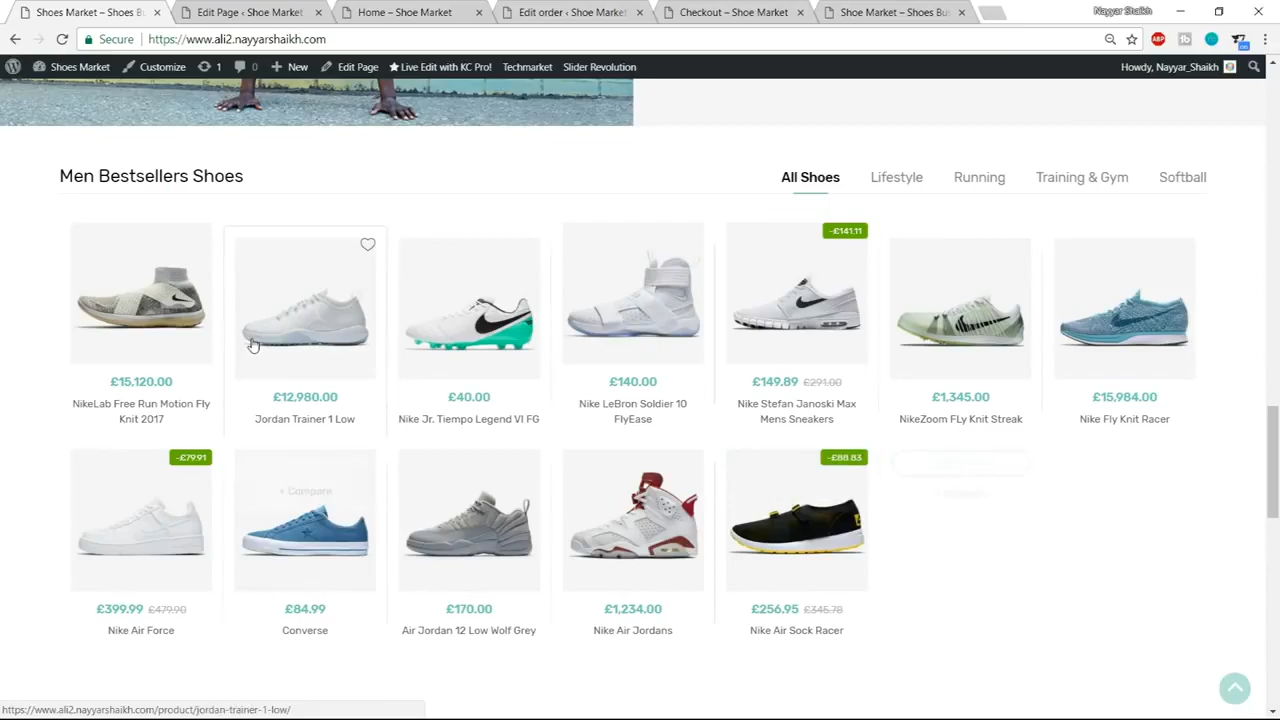 Shoes Market – Shoes Bu
Edit Page ‹ Shoe Market
Home – Shoe Market
Edit order ‹ Shoe Market
Checkout – Shoe Market
Shoe Market – Shoes Bus
Nayyar Shaikh
Secure
https://www.ali2.nayyarshaikh.com
ABP
Shoes Market
Customize
1
0
New
Edit Page
Live Edit with KC Pro!
Techmarket
Slider Revolution
Howdy, Nayyar_Shaikh
Men Bestsellers Shoes
All Shoes
Lifestyle
Running
Training & Gym
Softball
-£141.11
£15,120.00
NikeLab Free Run Motion Fly
Knit 2017
£12,980.00
Jordan Trainer 1 Low
£40.00
Nike Jr. Tiempo Legend VI FG
£140.00
Nike LeBron Soldier 10
FlyEase
£149.89 £291.00
Nike Stefan Janoski Max
Mens Sneakers
£1,345.00
NikeZoom FLy Knit Streak
£15,984.00
Nike Fly Knit Racer
-£79.91
+ Compare
-£88.83
£399.99 £479.90
Nike Air Force
£84.99
Converse
£170.00
Air Jordan 12 Low Wolf Grey
£1,234.00
Nike Air Jordans
£256.95 £345.78
Nike Air Sock Racer
https://www.ali2.nayyarshaikh.com/product/jordan-trainer-1-low/